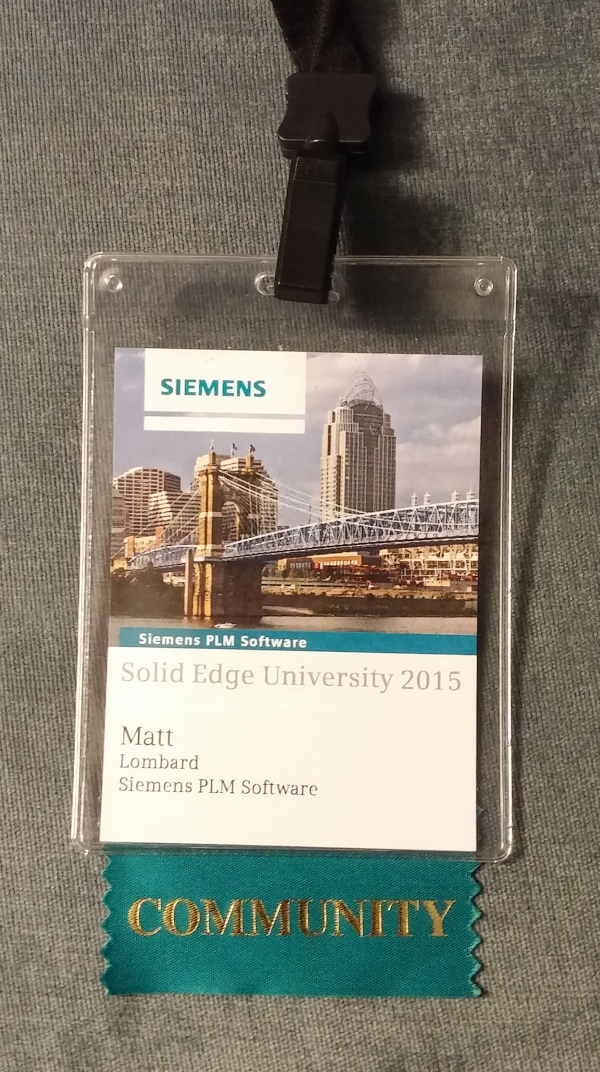 SIEMENS
Siemens PLM Software
Solid Edge University 2015
Matt
Lombard
Siemens PLM Software
COMMUNITY